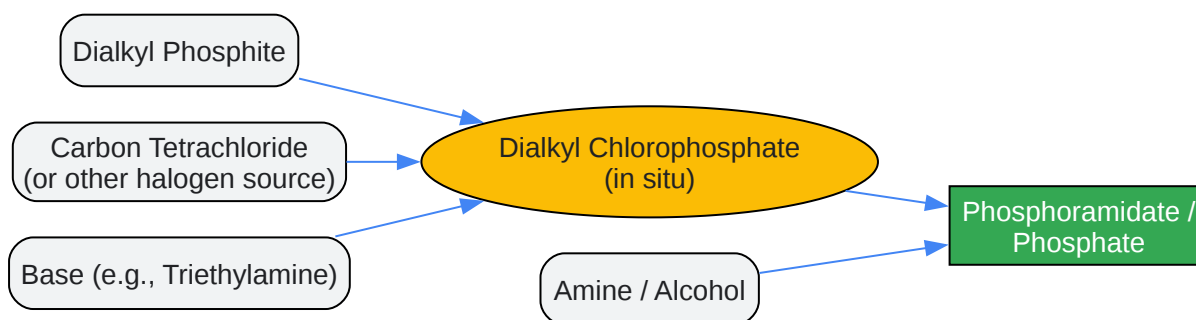 Dialkyl Phosphite
Carbon Tetrachloride
(or other halogen source)
Base (e.g., Triethylamine)
Dialkyl Chlorophosphate
(in situ)
Amine / Alcohol
Phosphoramidate /
Phosphate